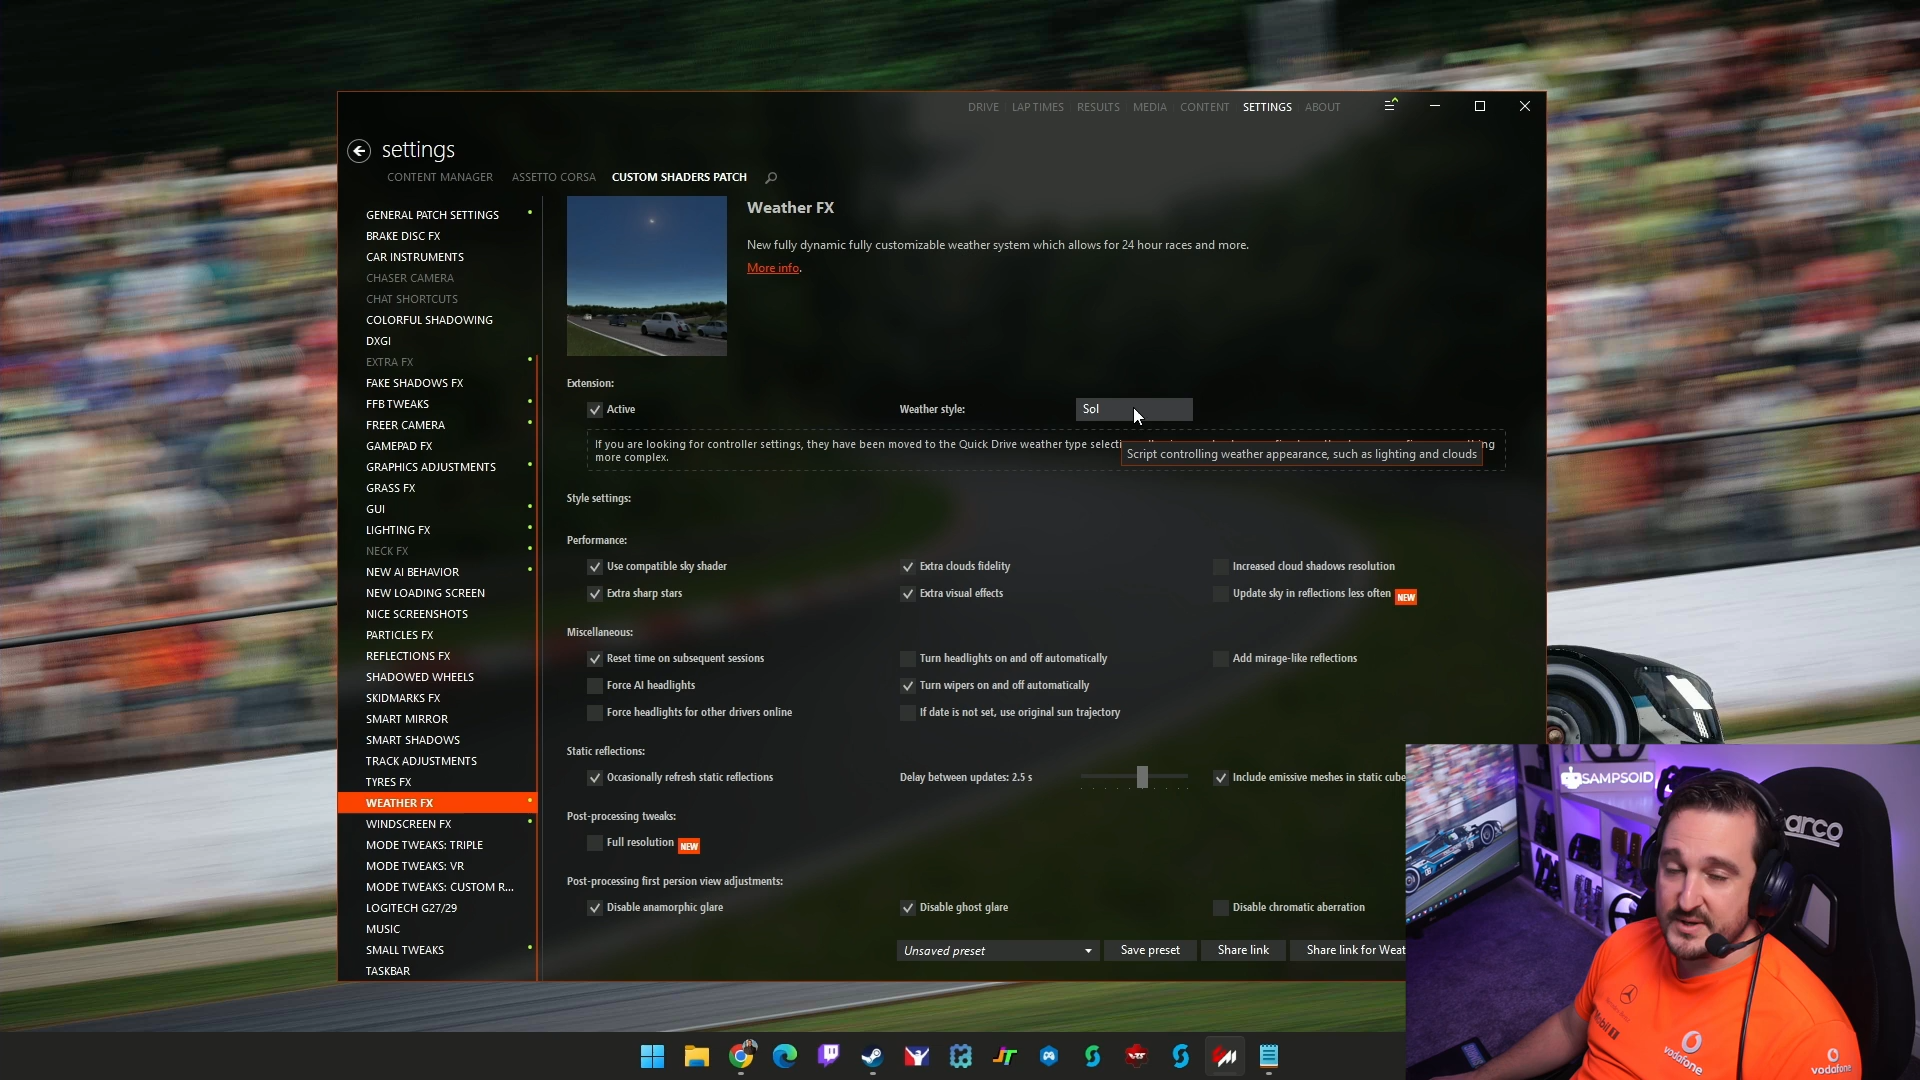 DRIVE LAP TIMES RESULTS MEDIA CONTENT SETTINGS ABOUT
settings
CONTENT MANAGER ASSETTO CORSA CUSTOM SHADERS PATCH
GENERAL PATCH SETTINGS
BRAKE DISC FX
CAR INSTRUMENTS
CHASER CAMERA
CHAT SHORTCUTS
COLORFUL SHADOWING
DXGI
EXTRA FX
FAKE SHADOWS FX
FFB TWEAKS
FREER CAMERA
GAMEPAD FX
GRAPHICS ADJUSTMENTS
GRASS FX
GUI
LIGHTING FX
NECK FX
NEW AI BEHAVIOR
NEW LOADING SCREEN
NICE SCREENSHOTS
PARTICLES FX
REFLECTIONS FX
SHADOWED WHEELS
SKIDMARKS FX
SMART MIRROR
SMART SHADOWS
TRACK ADJUSTMENTS
TYRES FX
WEATHER FX
WINDSCREEN FX
MODE TWEAKS: TRIPLE
MODE TWEAKS: VR
MODE TWEAKS: CUSTOM R...
LOGITECH G27/29
MUSIC
SMALL TWEAKS
TASKBAR
Weather FX
New fully dynamic fully customizable weather system which allows for 24 hour races and more.
More info.
Extension:
Active Weather style: Sol
If you are looking for controller settings, they have been moved to the Quick Drive weather type selecti
more complex.
Script controlling weather appearance, such as lighting and clouds
Style settings:
Performance:
Use compatible sky shader Extra clouds fidelity Increased cloud shadows resolution
Extra sharp stars Extra visual effects Update sky in reflections less often NEW
Miscellaneous:
Reset time on subsequent sessions Turn headlights on and off automatically Add mirage-like reflections
Force AI headlights Turn wipers on and off automatically
Force headlights for other drivers online If date is not set, use original sun trajectory
Static reflections:
Occasionally refresh static reflections Delay between updates: 2.5 s Include emissive meshes in static cube
Post-processing tweaks:
Full resolution NEW
Post-processing first persion view adjustments:
Disable anamorphic glare Disable ghost glare Disable chromatic aberration
Unsaved preset Save preset Share link Share link for Weat
SAMPSOID
arco
Mobil 1
vodafone
vodafone